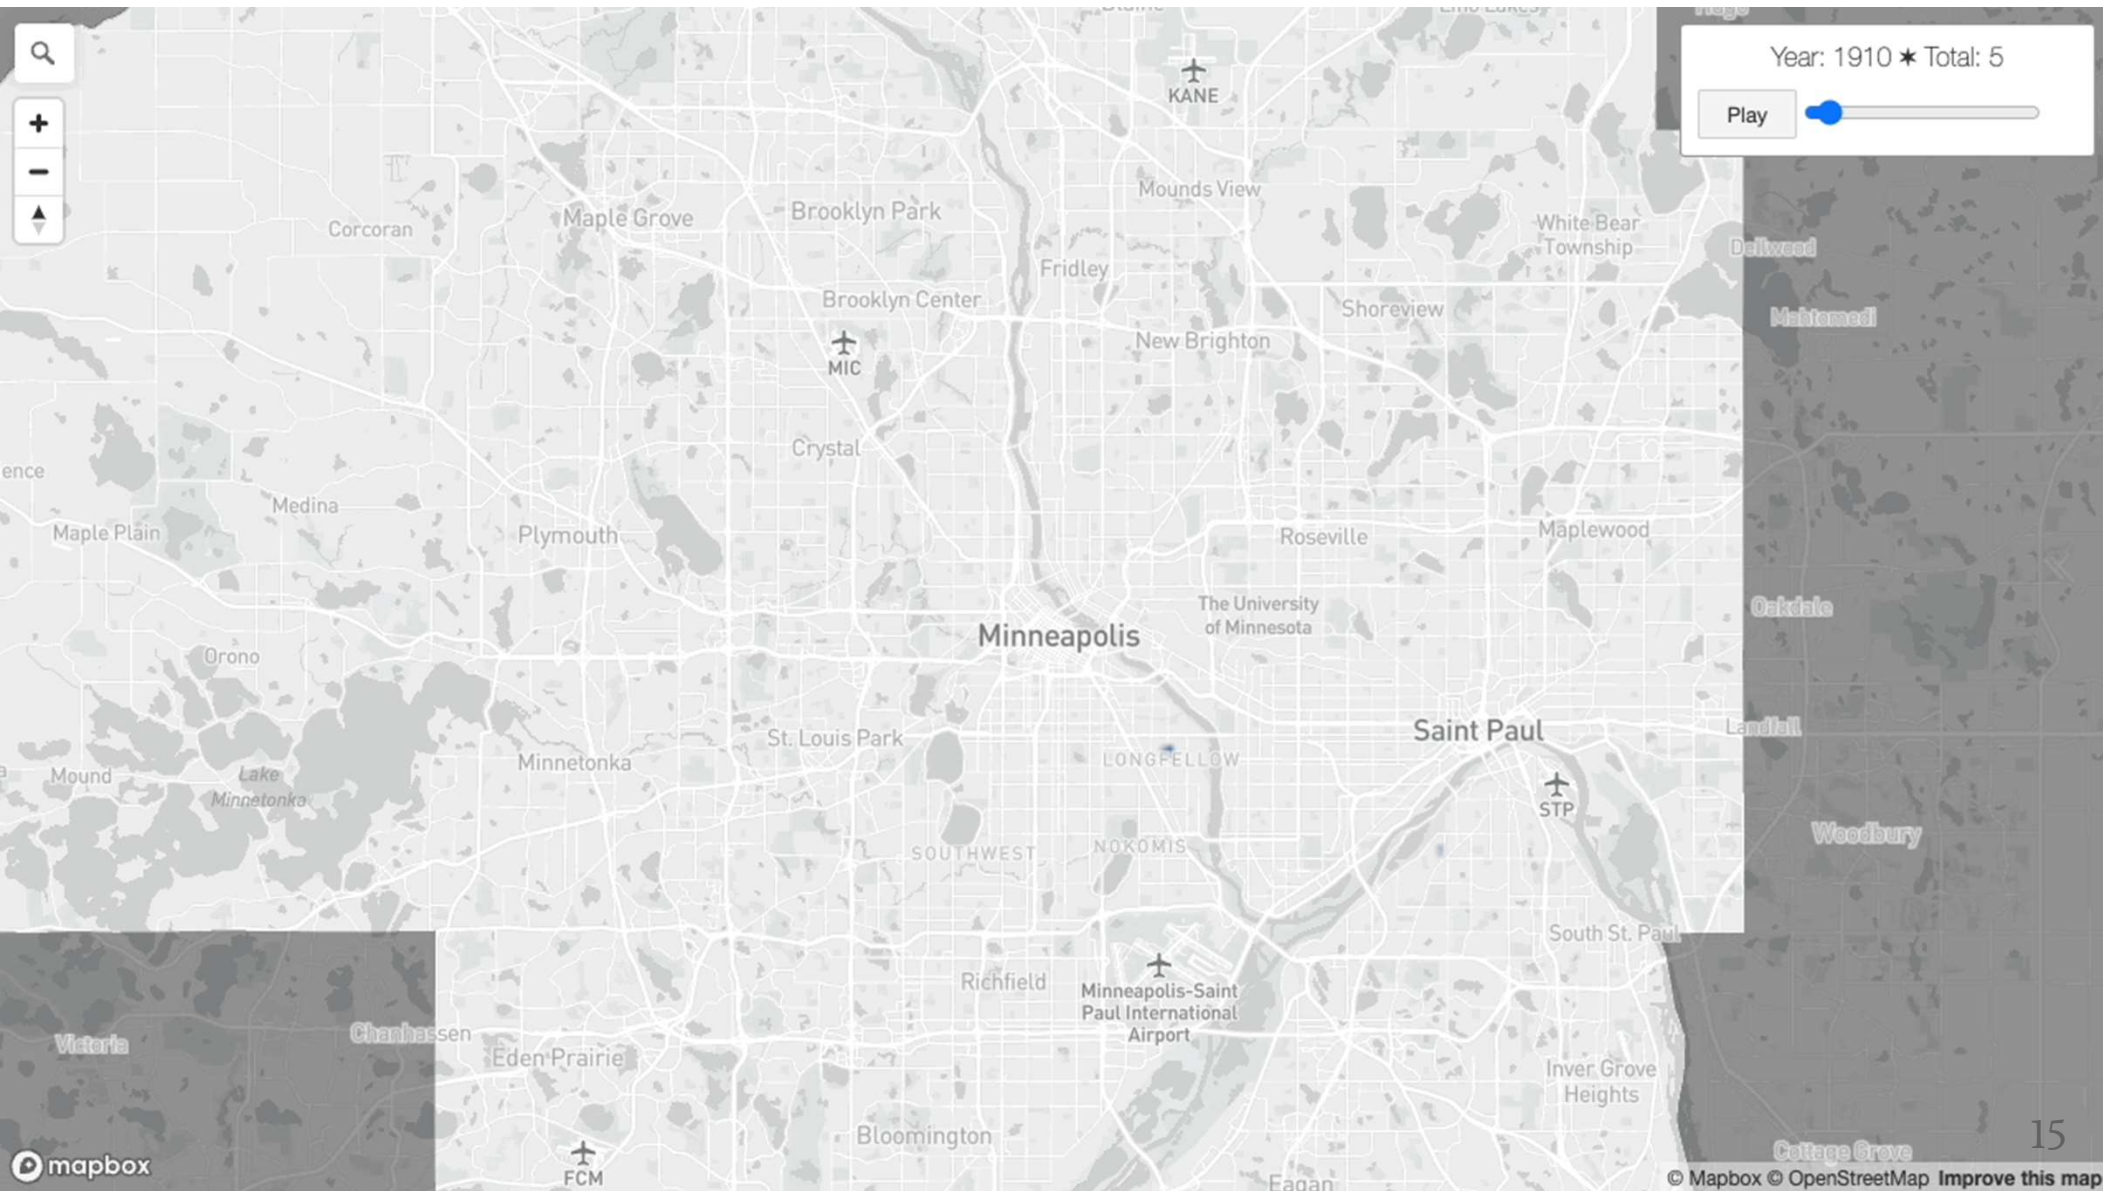 Blaine
Lino Lakes
Hugo
Year: 1910 ✶ Total: 5
Play
KANE
Mounds View
Corcoran
Maple Grove
Brooklyn Park
White Bear
Township
Dellwood
Fridley
Brooklyn Center
Shoreview
Mahtomedi
New Brighton
MIC
Crystal
ence
Medina
Maple Plain
Plymouth
Roseville
Maplewood
The University
of Minnesota
Oakdale
Minneapolis
Orono
Saint Paul
Landfall
St. Louis Park
LONGFELLOW
Minnetonka
Mound
Lake
Minnetonka
STP
Woodbury
SOUTHWEST
NOKOMIS
South St. Paul
Richfield
Minneapolis-Saint
Paul International
Airport
Victoria
Chanhassen
Eden Prairie
Inver Grove
Heights
Bloomington
15
Cottage Grove
mapbox
FCM
Eagan
© Mapbox © OpenStreetMap Improve this map